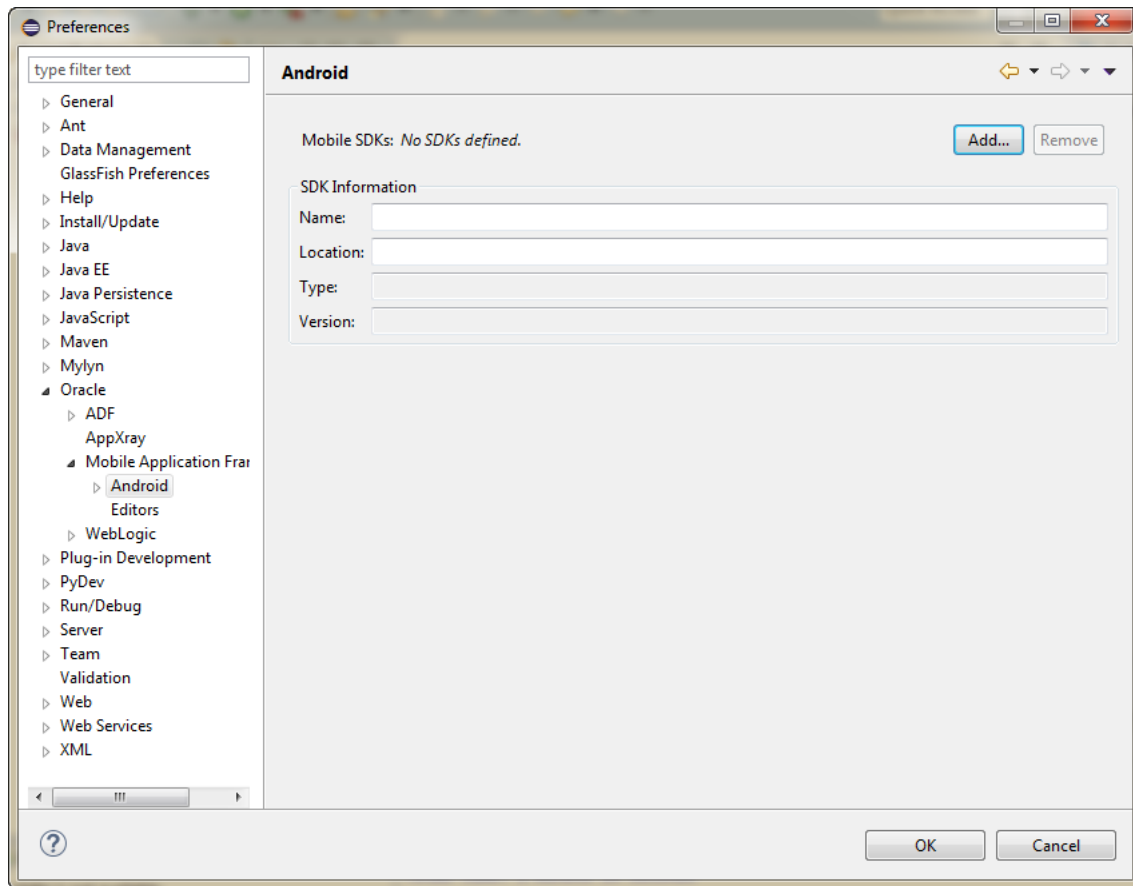 Preferences
type filter text
General
Ant
Data Management
GlassFish Preferences
Help
Install/Update
Java
Java EE
Java Persistence
JavaScript
Maven
Mylyn
Oracle
ADF
AppXray
Mobile Application Frar
Android
Editors
WebLogic
Plug-in Development
PyDev
Run/Debug
Server
Team
Validation
Web
Web Services
XML
Android
Mobile SDKs: No SDKs defined.
Add...
Remove
SDK Information
Name:
Location:
Type:
Version:
OK
Cancel